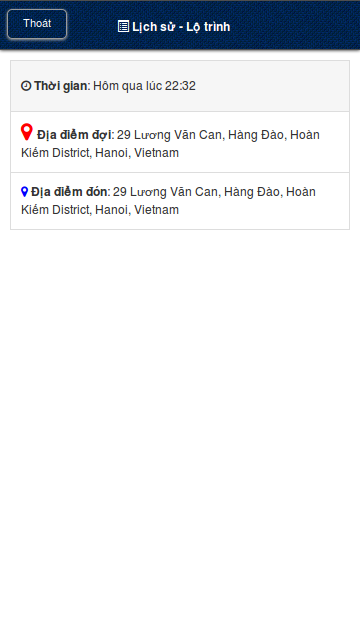 Thoát
Lịch sử - Lộ trình
Thời gian: Hôm qua lúc 22:32
Địa điểm đợi: 29 Lương Văn Can, Hàng Đào, Hoàn
Kiếm District, Hanoi, Vietnam
Địa điểm đón: 29 Lương Văn Can, Hàng Đào, Hoàn
Kiếm District, Hanoi, Vietnam